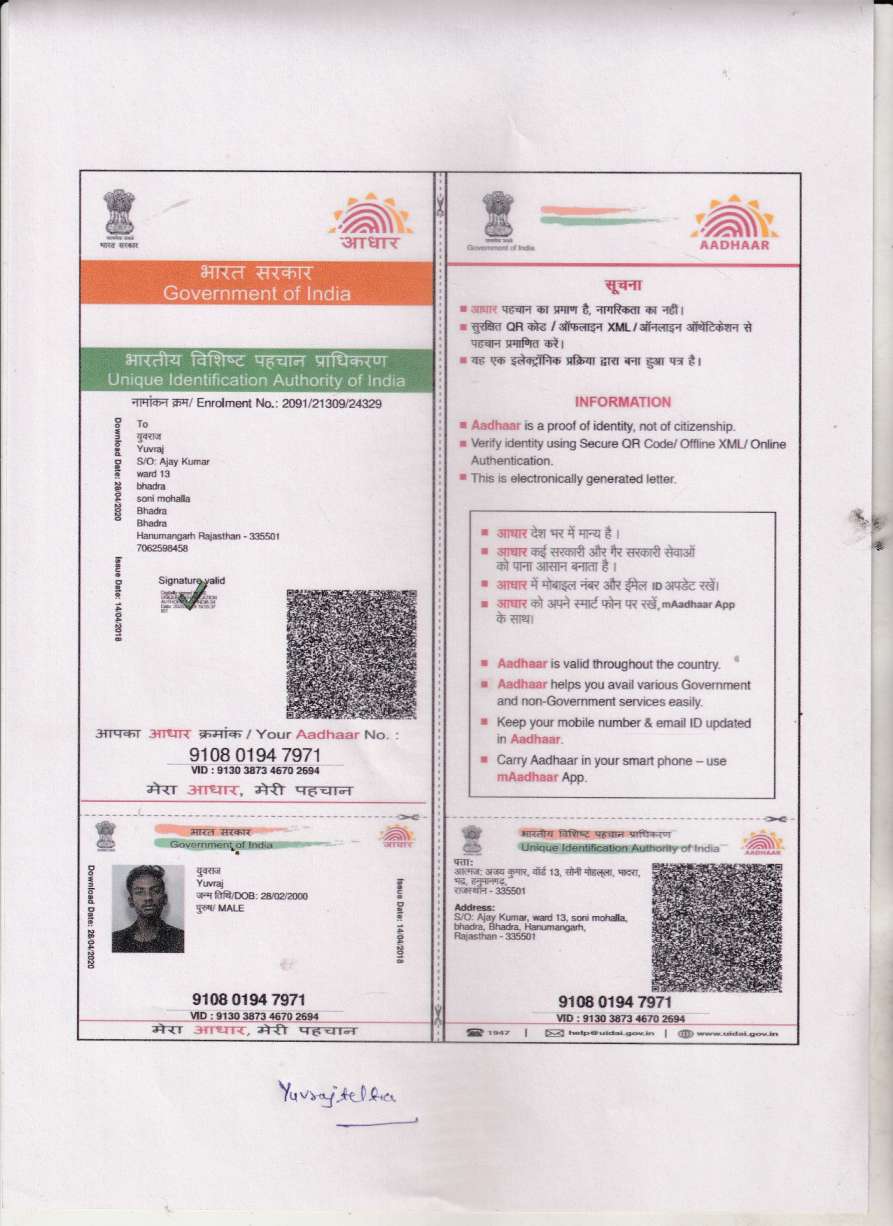 भारत सरकार
आधार
भारत सरकार
Government of India
भारतीय विशिष्ट पहचान प्राधिकरण
Unique Identification Authority of India
नामांकन क्रम/ Enrolment No.: 2091/21309/24329
Download Date: 28/04/2020
Issue Date: 14/04/2018
To
युवराज
Yuvraj
S/O: Ajay Kumar
ward 13
bhadra
soni mohalla
Bhadra
Bhadra
Hanumangarh Rajasthan - 335501
7062598458
Signature valid
आपका आधार क्रमांक / Your Aadhaar No. :
9108 0194 7971
VID : 9130 3873 4670 2694
मेरा आधार, मेरी पहचान
Government of India
AADHAAR
सूचना
आधार पहचान का प्रमाण है, नागरिकता का नहीं।
सुरक्षित QR कोड / ऑफलाइन XML / ऑनलाइन ऑथेंटिकेशन से
पहचान प्रमाणित करें।
यह एक इलेक्ट्रॉनिक प्रक्रिया द्वारा बना हुआ पत्र है।
INFORMATION
Aadhaar is a proof of identity, not of citizenship.
Verify identity using Secure QR Code/ Offline XML/ Online
Authentication.
This is electronically generated letter.
आधार देश भर में मान्य है ।
आधार कई सरकारी और गैर सरकारी सेवाओं
को पाना आसान बनाता है ।
आधार में मोबाइल नंबर और ईमेल ID अपडेट रखें।
आधार को अपने स्मार्ट फोन पर रखें, mAadhaar App
के साथ।
Aadhaar is valid throughout the country.
Aadhaar helps you avail various Government
and non-Government services easily.
Keep your mobile number & email ID updated
in Aadhaar.
Carry Aadhaar in your smart phone – use
mAadhaar App.
भारत सरकार
Government of India
आधार
Download Date: 28/04/2020
युवराज
Yuvraj
जन्म तिथि/DOB: 28/02/2000
पुरुष/ MALE
Issue Date: 14/04/2018
9108 0194 7971
VID : 9130 3873 4670 2694
मेरा आधार, मेरी पहचान
भारतीय विशिष्ट पहचान प्राधिकरण
Unique Identification Authority of India
AADHAAR
पता:
आत्मज: अजय कुमार, वॉर्ड 13, सोनी मोहल्ला, भादरा,
भद्र, हनुमानगढ़,
राजस्थान - 335501
Address:
S/O: Ajay Kumar, ward 13, soni mohalla,
bhadra, Bhadra, Hanumangarh,
Rajasthan - 335501
9108 0194 7971
VID : 9130 3873 4670 2694
1947 | help@uidai.gov.in | www.uidai.gov.in